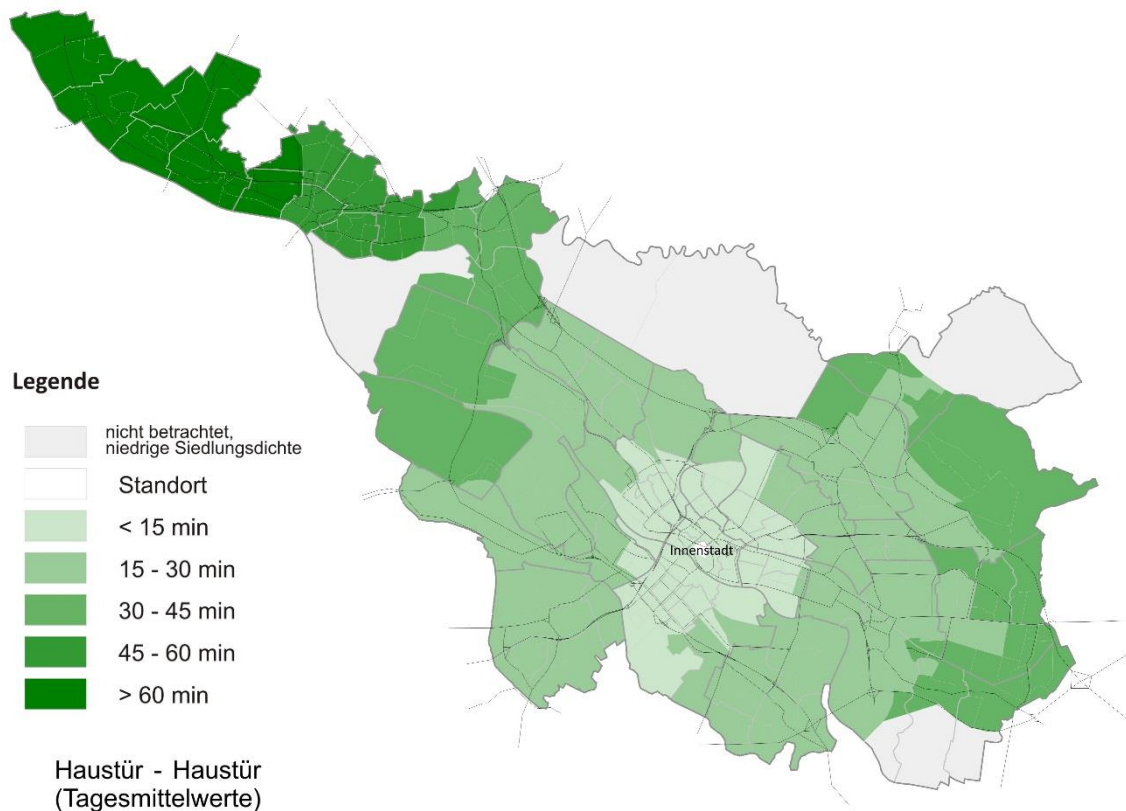 Innenstadt
Legende
nicht betrachtet,
niedrige Siedlungsdichte
Standort
< 15 min
15 - 30 min
30 - 45 min
45 - 60 min
> 60 min
Haustür - Haustür
(Tagesmittelwerte)